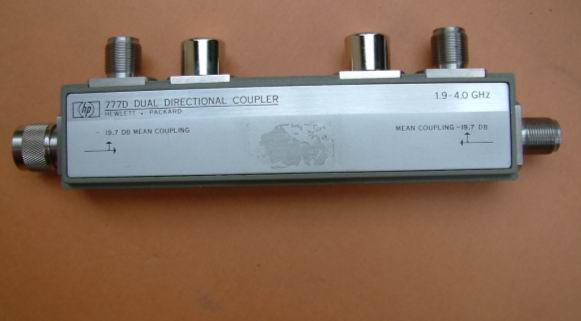 hp 777D DUAL DIRECTIONAL COUPLER 1.9-4.0 GHz
HEWLETT • PACKARD
- 19.7 DB MEAN COUPLING MEAN COUPLING -19.7 DB